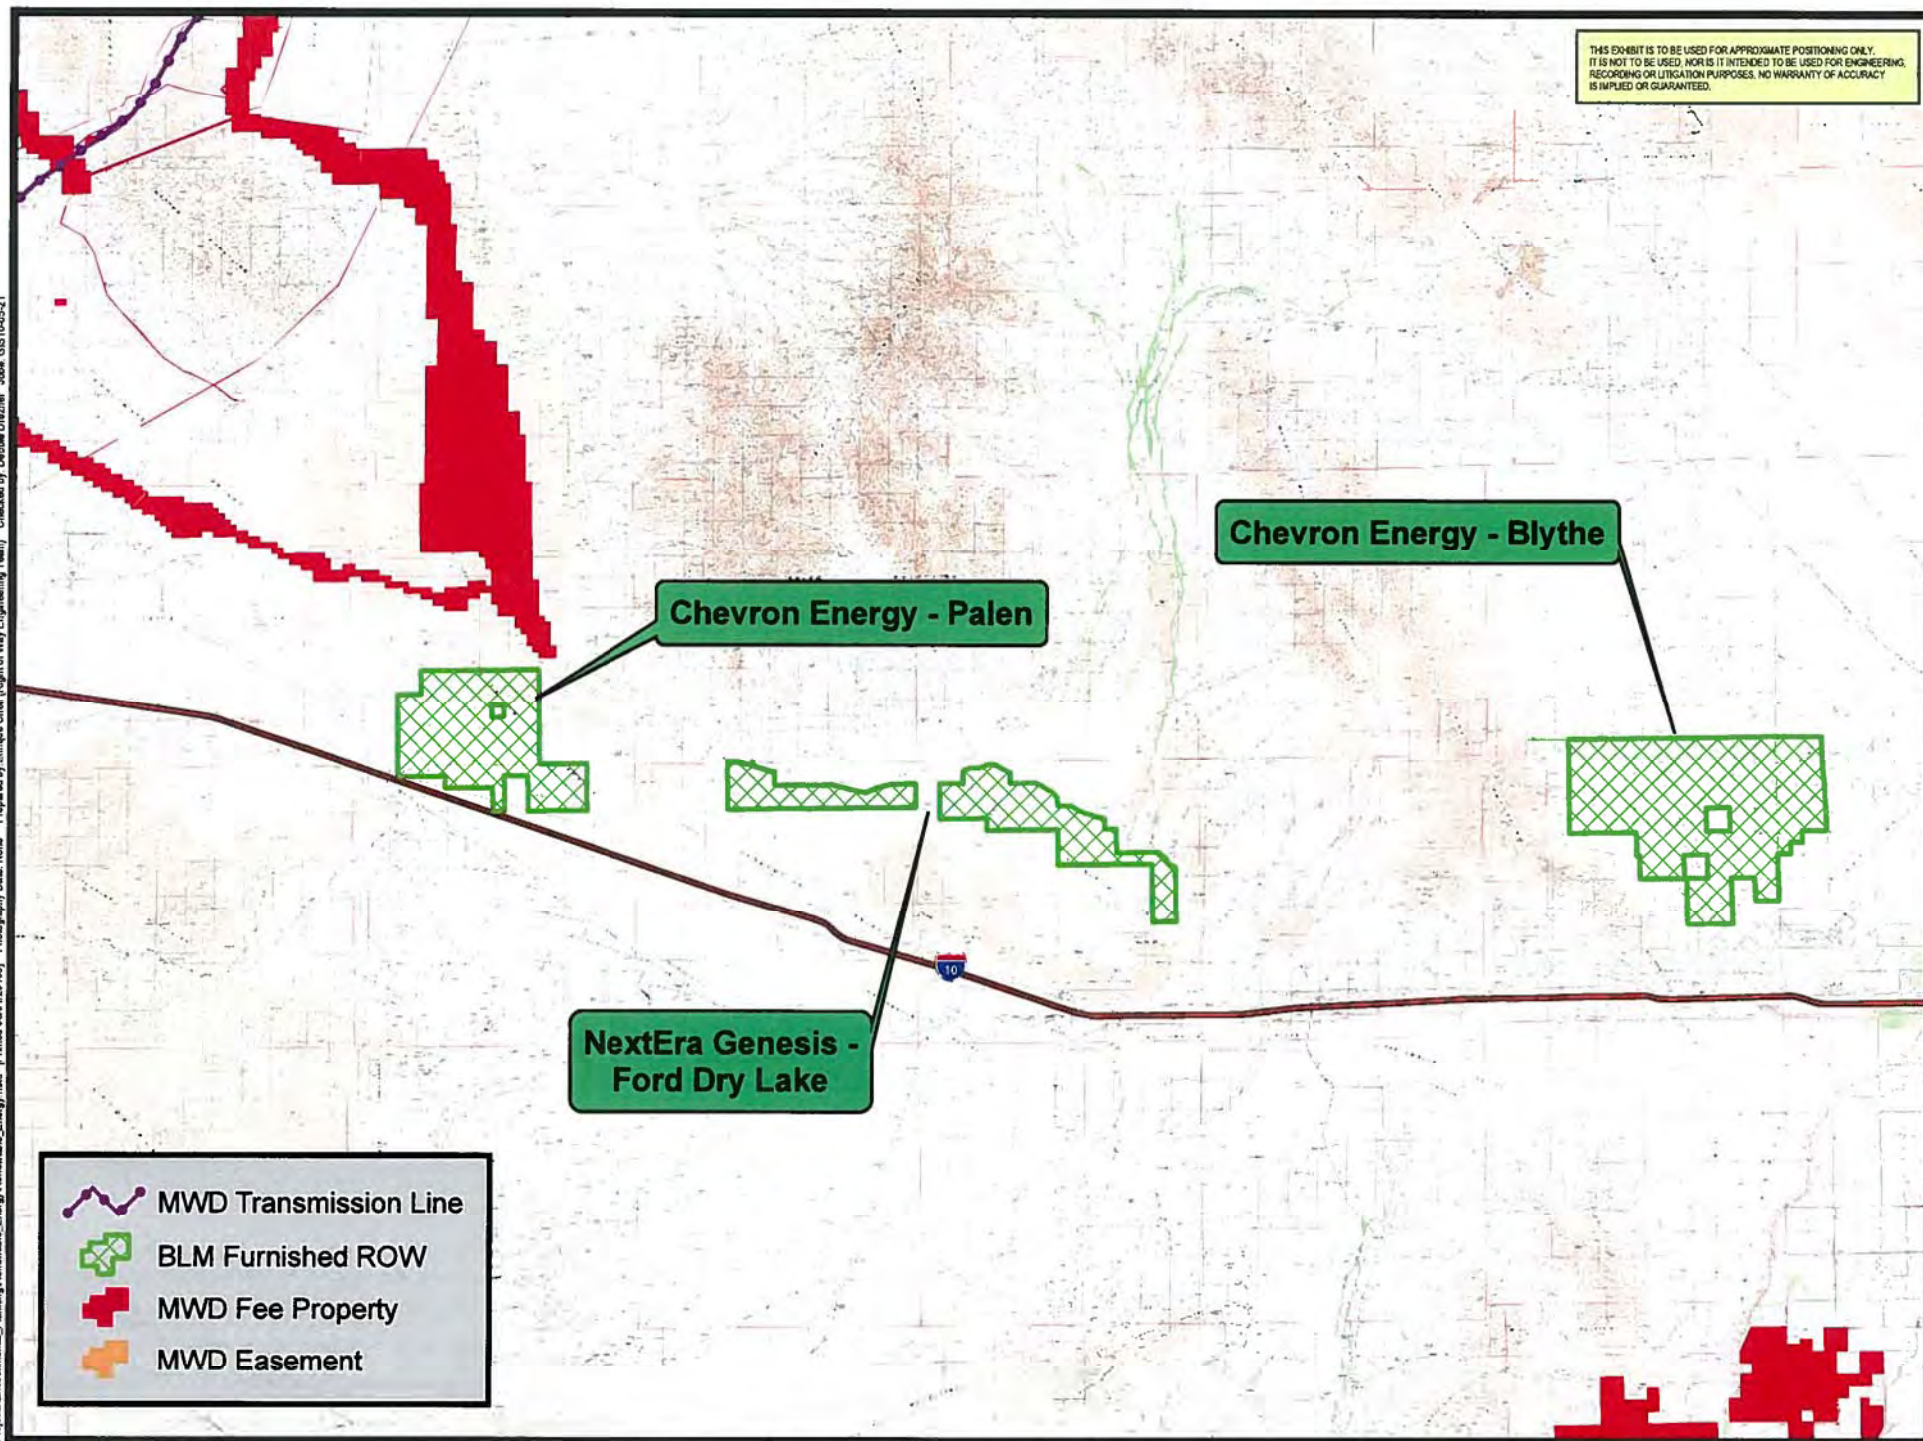 THIS EXHIBIT IS TO BE USED FOR APPROXIMATE POSITIONING ONLY.
IT IS NOT TO BE USED, NOR IS IT INTENDED TO BE USED FOR ENGINEERING,
RECORDING OR LITIGATION PURPOSES. NO WARRANTY OF ACCURACY
IS IMPLIED OR GUARANTEED.
Chevron Energy - Blythe
Chevron Energy - Palen
10
NextEra Genesis -
Ford Dry Lake
MWD Transmission Line
BLM Furnished ROW
MWD Fee Property
MWD Easement